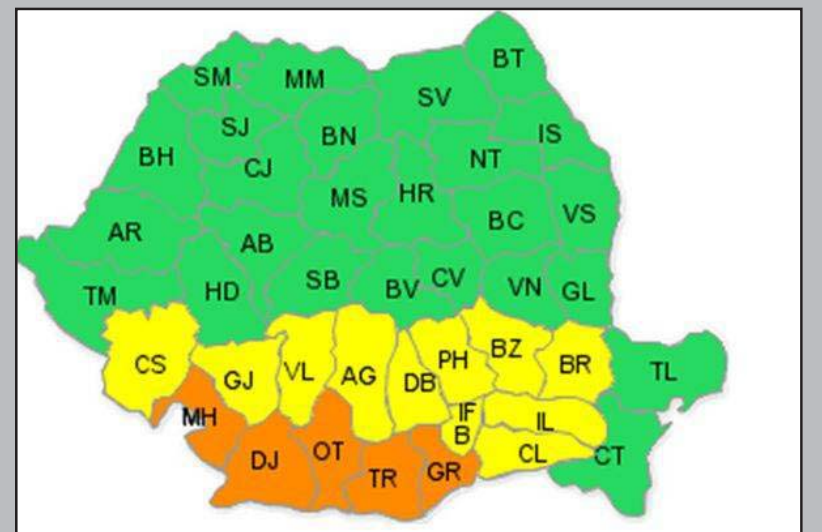 BT
SM
MM
SV
SJ
BN
IS
BH
CJ
NT
MS
HR
BC
VS
AR
AB
TM
HD
SB
BV
CV
VN
GL
CS
GJ
VL
AG
DB
PH
BZ
BR
TL
MH
IF
B
IL
DJ
OT
TR
GR
CL
CT